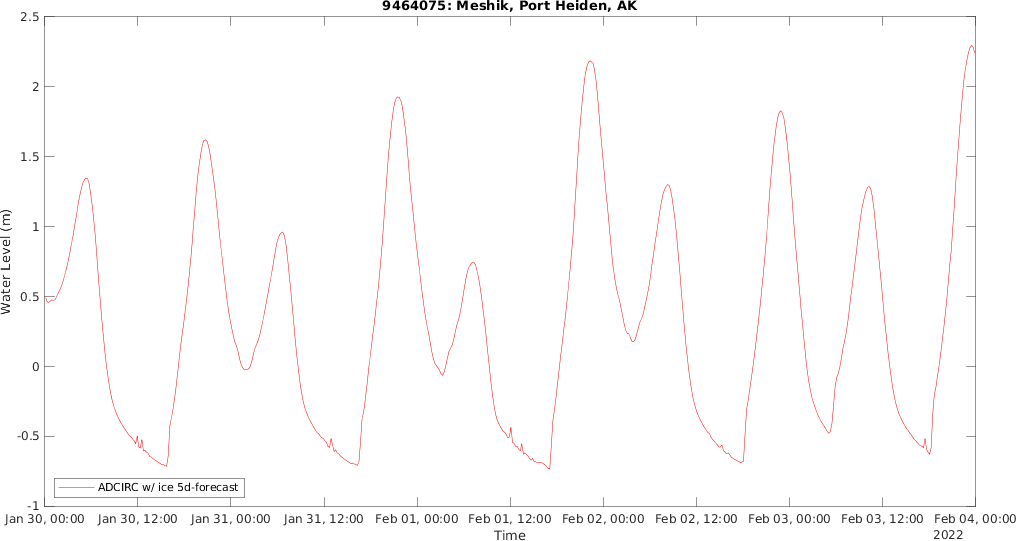 9464075: Meshik, Port Heiden, AK
2.5
2
1.5
1
0.5
0
-0.5
-1
Water Level (m)
ADCIRC w/ ice 5d-forecast
Jan 30, 00:00 Jan 30, 12:00 Jan 31, 00:00 Jan 31, 12:00 Feb 01, 00:00 Feb 01, 12:00 Feb 02, 00:00 Feb 02, 12:00 Feb 03, 00:00 Feb 03, 12:00 Feb 04, 00:00
Time
2022